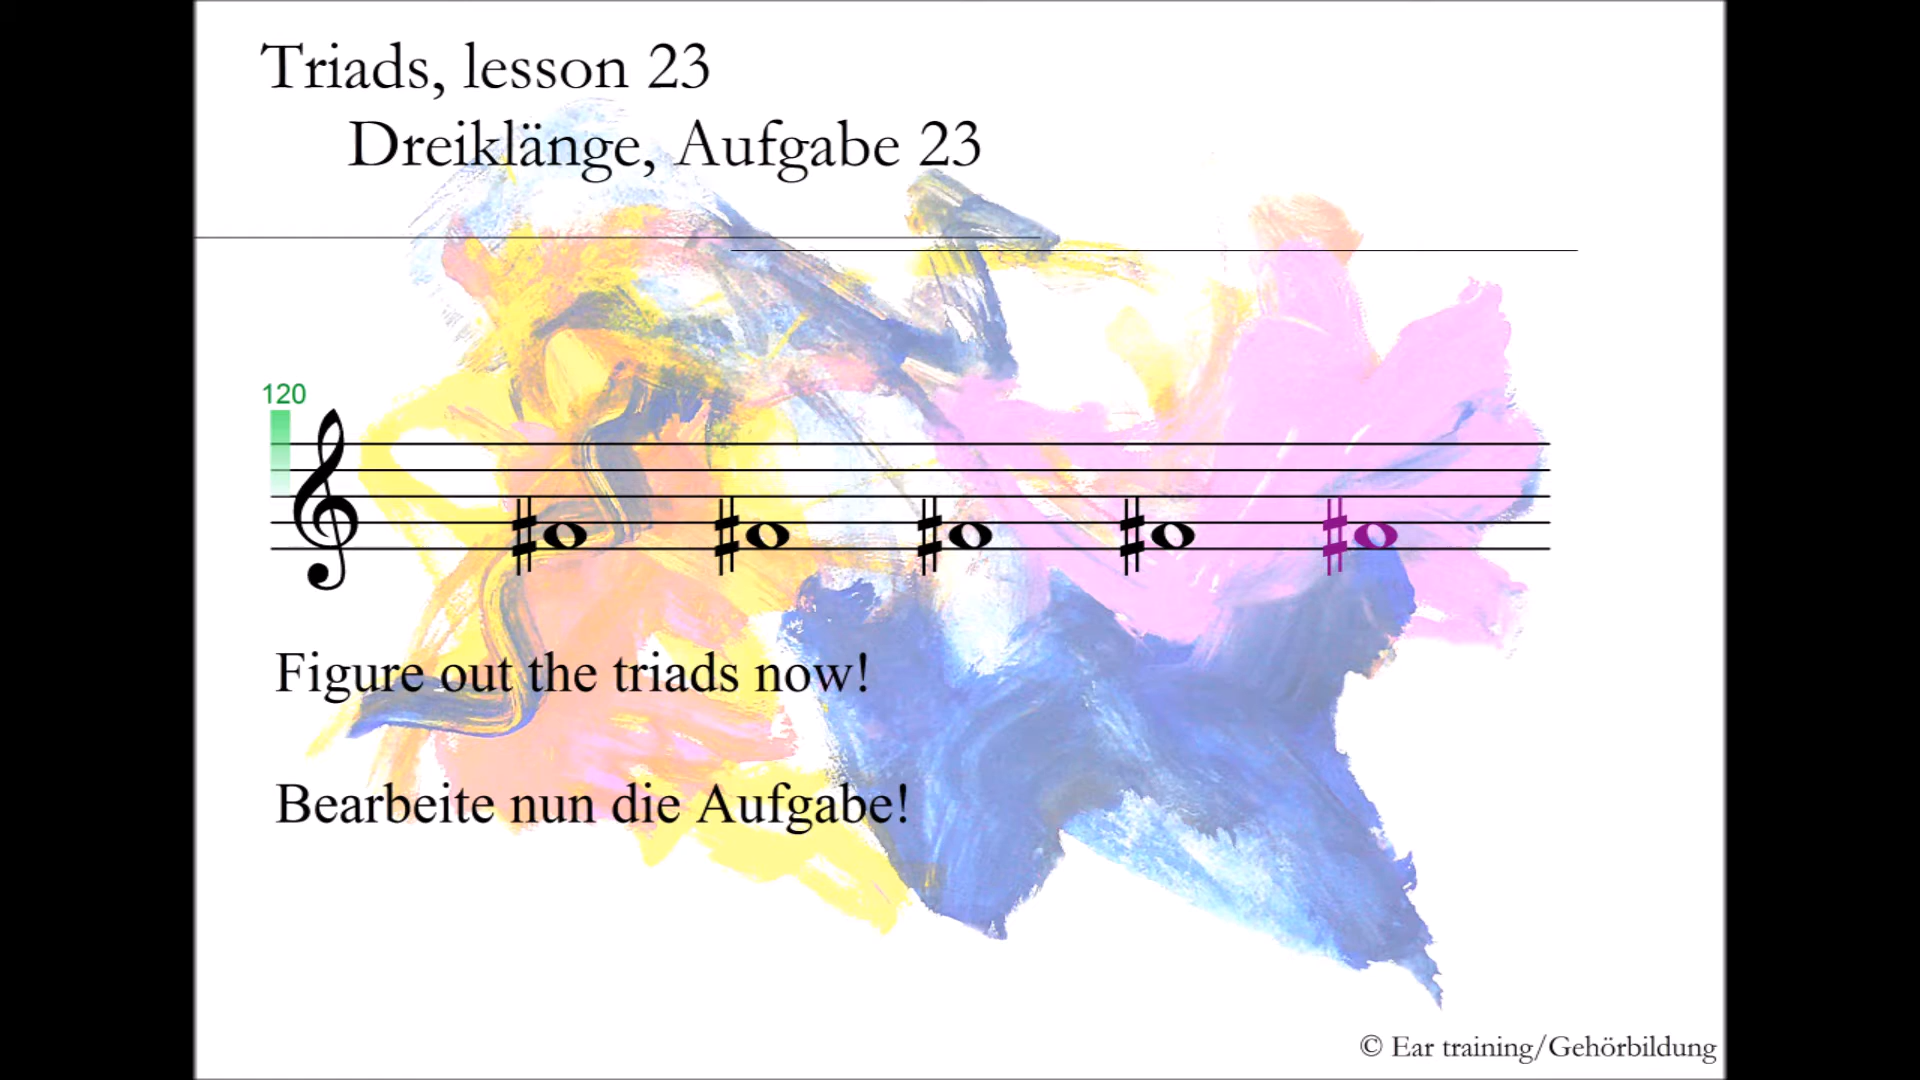 Triads, lesson 23
Dreiklänge, Aufgabe 23
120
Figure out the triads now!
Bearbeite nun die Aufgabe!
© Ear training/Gehörbildung